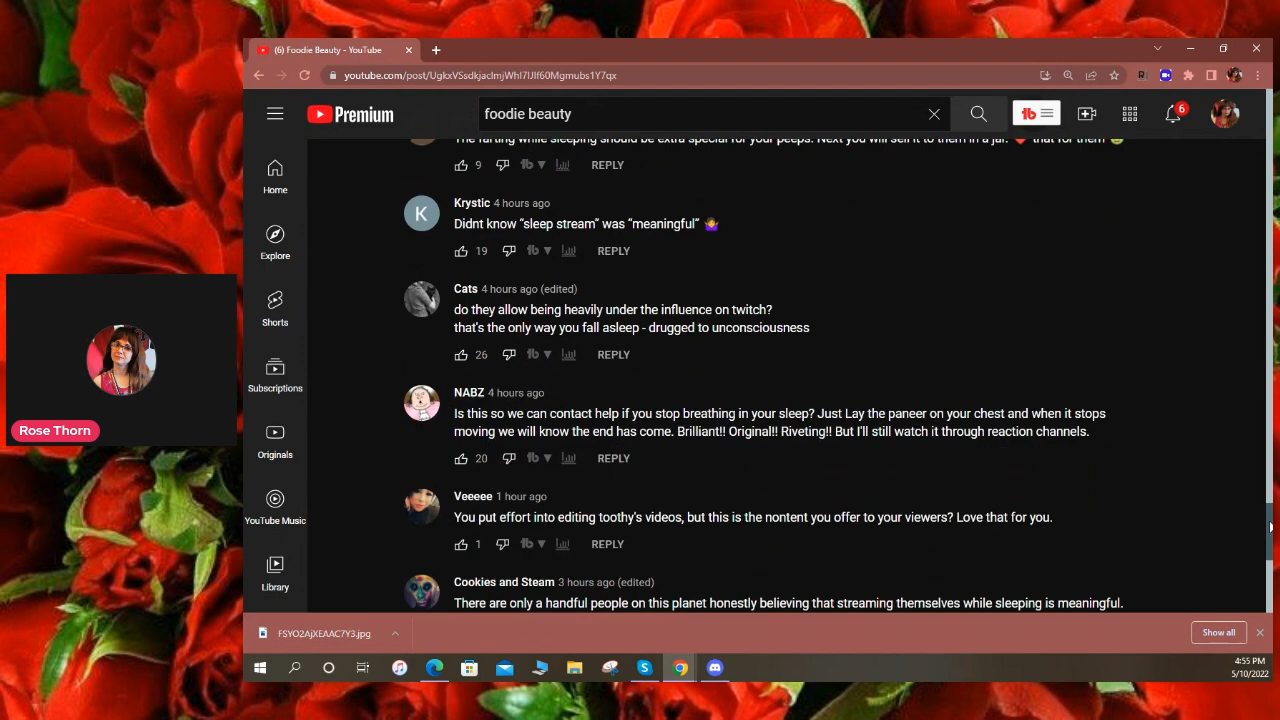 (6) Foodie Beauty - YouTube
youtube.com/post/UgkxVSsdkjacImjWhI7IJIf60Mgmubs1Y7qx
Premium
foodie beauty
6
Home
Explore
Shorts
Subscriptions
Originals
YouTube Music
Library
The farting while sleeping should be extra special for your peeps. Next you will sell it to them in a jar. ❤️ that for them
9 REPLY
Krystic 4 hours ago
Didnt know “sleep stream” was “meaningful” 🤷‍♀️
19 REPLY
Cats 4 hours ago (edited)
do they allow being heavily under the influence on twitch?
that's the only way you fall asleep - drugged to unconsciousness
26 REPLY
NABZ 4 hours ago
Is this so we can contact help if you stop breathing in your sleep? Just Lay the paneer on your chest and when it stops
moving we will know the end has come. Brilliant!! Original!! Riveting!! But I'll still watch it through reaction channels.
20 REPLY
Veeeee 1 hour ago
You put effort into editing toothy's videos, but this is the nontent you offer to your viewers? Love that for you.
1 REPLY
Cookies and Steam 3 hours ago (edited)
There are only a handful people on this planet honestly believing that streaming themselves while sleeping is meaningful.
Rose Thorn
FSYO2AjXEAAC7Y3.jpg
Show all
4:55 PM
5/10/2022